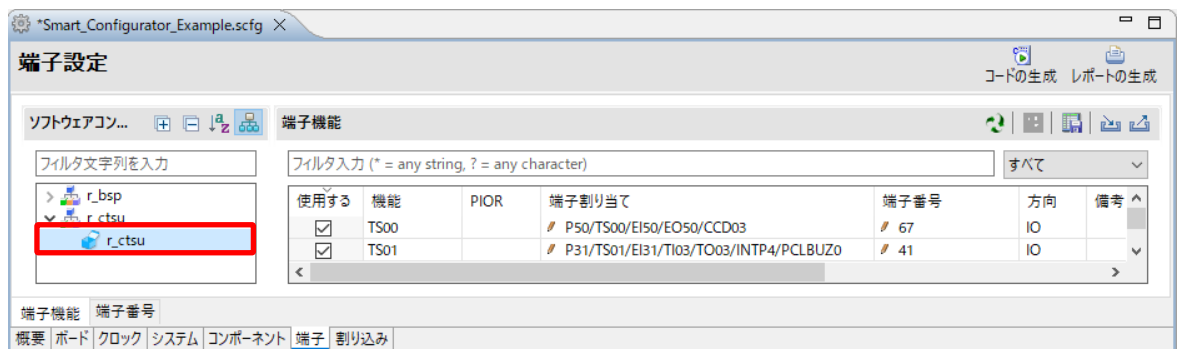 *Smart_Configurator_Example.scfg
端子設定
コードの生成 レポートの生成
ソフトウェアコン... 端子機能
フィルタ文字列を入力 フィルタ入力 (* = any string, ? = any character) すべて
r_bsp
r_ctsu
r_ctsu
使用する 機能 PIOR 端子割り当て 端子番号 方向 備考
TS00 P50/TS00/EI50/EO50/CCD03 67 IO
TS01 P31/TS01/EI31/TI03/TO03/INTP4/PCLBUZ0 41 IO
端子機能 端子番号
概要 ボード クロック システム コンポーネント 端子 割り込み